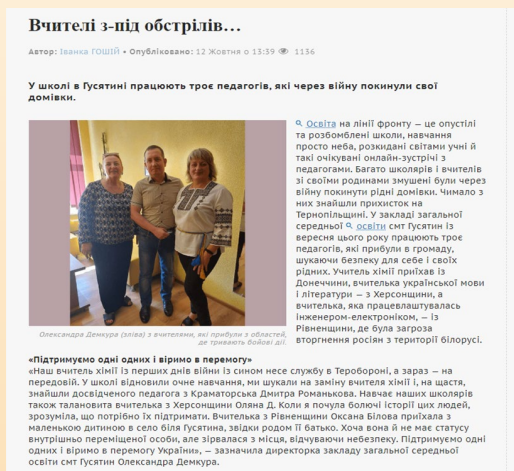 Вчителі з-під обстрілів…
Автор: Іванка ГОШІЙ • Опубліковано: 12 Жовтня о 13:39 1136
У школі в Гусятині працюють троє педагогів, які через війну покинули свої
домівки.
Освіта на лінії фронту — це опустілі
та розбомблені школи, навчання
просто неба, розкидані світами учні й
такі очікувані онлайн-зустрічі з
педагогами. Багато школярів і вчителів
зі своїми родинами змушені були через
війну покинути рідні домівки. Чимало з
них знайшли прихисток на
Тернопільщині. У закладі загальної
середньої освіти смт Гусятин із
вересня цього року працюють троє
педагогів, які прибули в громаду,
шукаючи безпеку для себе і своїх
рідних. Учитель хімії приїхав із
Донеччини, вчителька української мови
і літератури — з Херсонщини, а
вчителька, яка працевлаштувалась
інженером-електроніком, — із
Рівненщини, де була загроза
вторгнення росіян з території білорусі.
Олександра Демкура (зліва) з вчителями, які прибули з областей,
де тривають бойові дії.
«Підтримуємо одні одних і віримо в перемогу»
«Наш вчитель хімії із перших днів війни із сином несе службу в Теробороні, а зараз — на
передовій. У школі відновили очне навчання, ми шукали на заміну вчителя хімії і, на щастя,
знайшли досвідченого педагога з Краматорська Дмитра Романькова. Навчає наших школярів
також талановита вчителька з Херсонщини Оляна Д. Коли я почула болючі історії цих людей,
зрозуміла, що потрібно їх підтримати. Вчителька з Рівненщини Оксана Білова приїхала з
маленькою дитиною в село біля Гусятина, звідки родом її батько. Хоча вона й не має статусу
внутрішньо переміщеної особи, але зірвалася з місця, відчуваючи небезпеку. Підтримуємо одні
одних і віримо в перемогу України», — зазначила директорка закладу загальної середньої
освіти смт Гусятин Олександра Демкура.